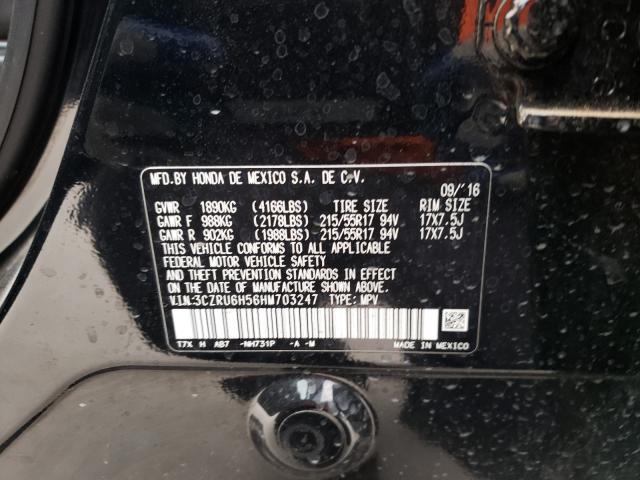 MFD.BY HONDA DE MEXICO S.A. DE C.V.
09/'16
GVWR 1890KG (4166LBS) TIRE SIZE RIM SIZE
GAWR F 988KG (2178LBS) 215/55R17 94V 17X7.5J
GAWR R 902KG (1988LBS) 215/55R17 94V 17X7.5J
THIS VEHICLE CONFORMS TO ALL APPLICABLE
FEDERAL MOTOR VEHICLE SAFETY
AND THEFT PREVENTION STANDARDS IN EFFECT
ON THE DATE OF MANUFACTURE SHOWN ABOVE.
V.I.N:3CZRU6H56HM703247 TYPE: MPV
T7X H AB7 -NH731P -A -M
MADE IN MEXICO